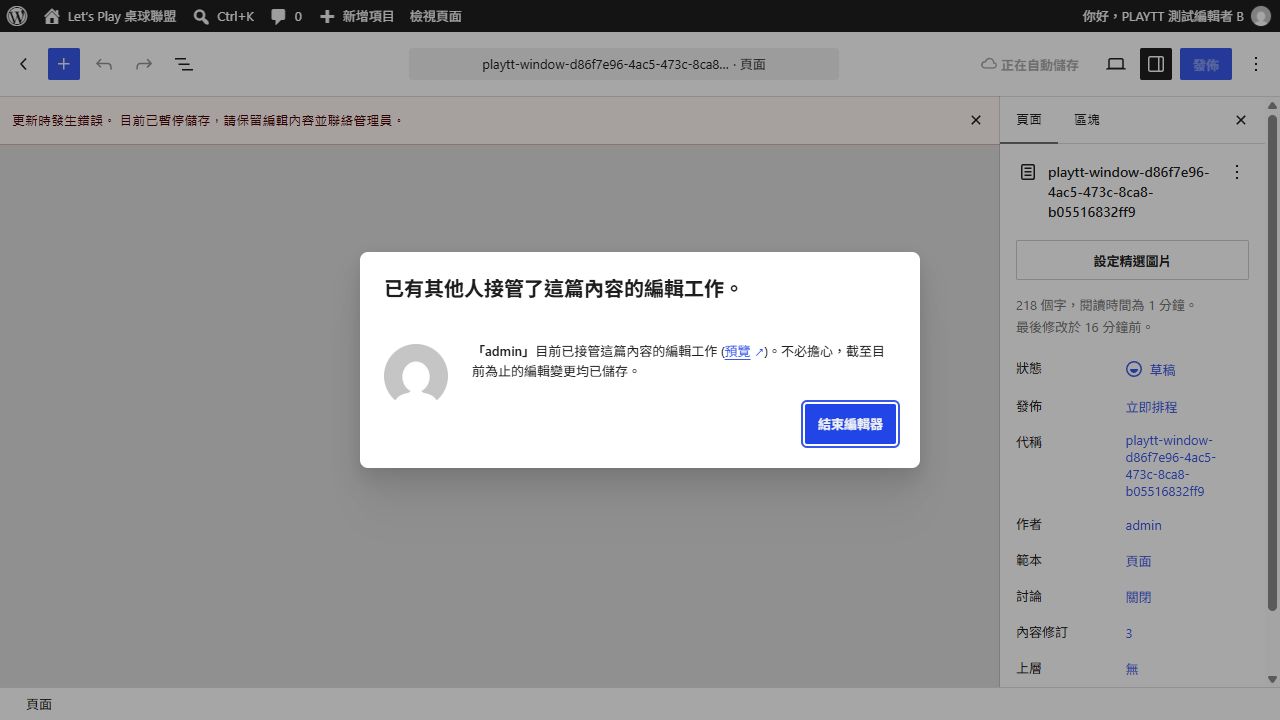 Let's Play 桌球聯盟
Ctrl+K
0
新增項目
檢視頁面
你好，PLAYTT 測試編輯者 B
playtt-window-d86f7e96-4ac5-473c-8ca8... · 頁面
正在自動儲存
發佈
更新時發生錯誤。 目前已暫停儲存，請保留編輯內容並聯絡管理員。
頁面
區塊
playtt-window-d86f7e96-
4ac5-473c-8ca8-
b05516832ff9
設定精選圖片
218 個字，閱讀時間為 1 分鐘。
最後修改於 16 分鐘前。
狀態
草稿
發佈
立即排程
代稱
playtt-window-
d86f7e96-4ac5-
473c-8ca8-
b05516832ff9
作者
admin
範本
頁面
討論
關閉
內容修訂
3
上層
無
已有其他人接管了這篇內容的編輯工作。
「admin」目前已接管這篇內容的編輯工作 (預覽 ↗)。不必擔心，截至目
前為止的編輯變更均已儲存。
結束編輯器
頁面